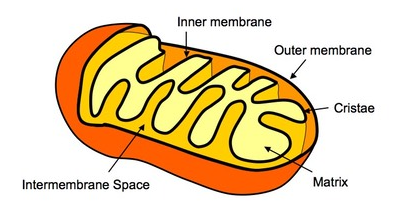 Inner membrane
Outer membrane
Cristae
Matrix
Intermembrane Space